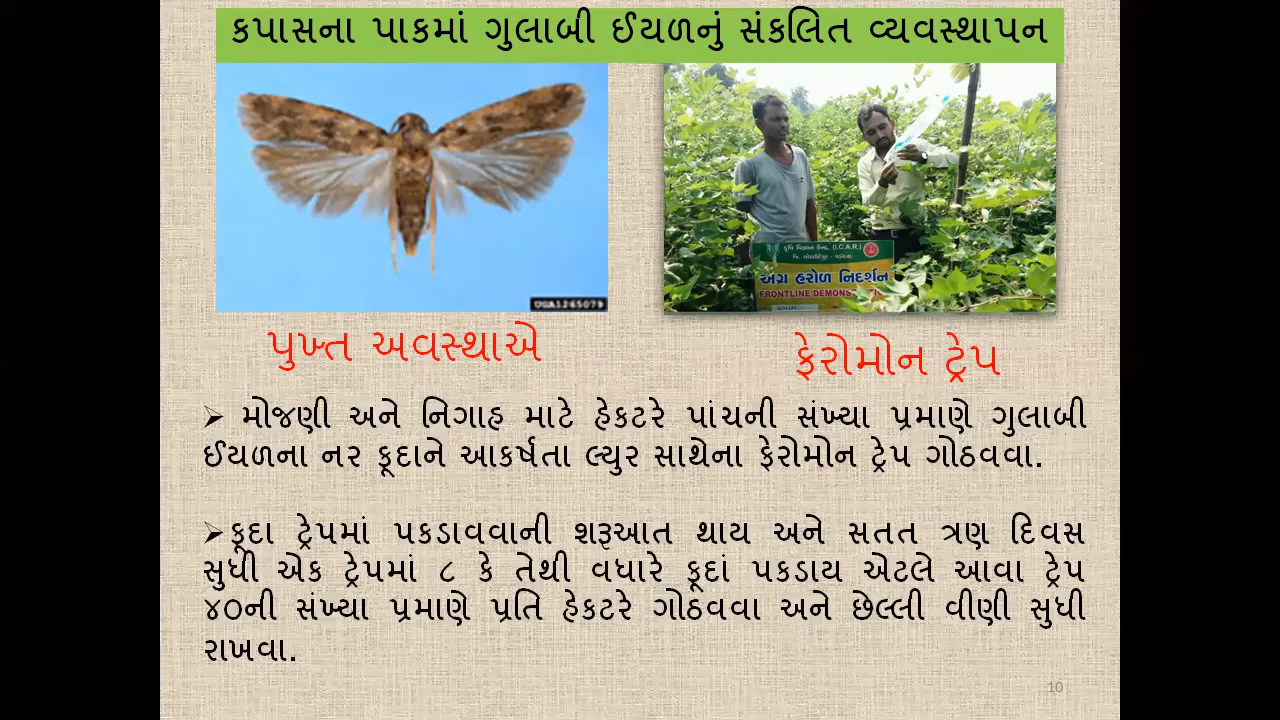 કપાસના પાકમાં ગુલાબી ઈયળનું સંકલિત વ્યવસ્થાપન
UGA1265079
કૃષિ વિજ્ઞાન કેન્દ્ર, (I.C.A.R.)
અગ્ર હરોળ નિદર્શન
FRONTLINE DEMONS
પુખ્ત અવસ્થાએ
ફેરોમોન ટ્રેપ
➢ મોજણી અને નિગાહ માટે હેકટરે પાંચની સંખ્યા પ્રમાણે ગુલાબી
ઈયળના નર ફૂદાને આકર્ષતા લ્યુર સાથેના ફેરોમોન ટ્રેપ ગોઠવવા.
➢ફૂદા ટ્રેપમાં પકડાવવાની શરૂઆત થાય અને સતત ત્રણ દિવસ
સુધી એક ટ્રેપમાં ૮ કે તેથી વધારે ફૂદાં પકડાય એટલે આવા ટ્રેપ
૪૦ની સંખ્યા પ્રમાણે પ્રતિ હેકટરે ગોઠવવા અને છેલ્લી વીણી સુધી
રાખવા.
10